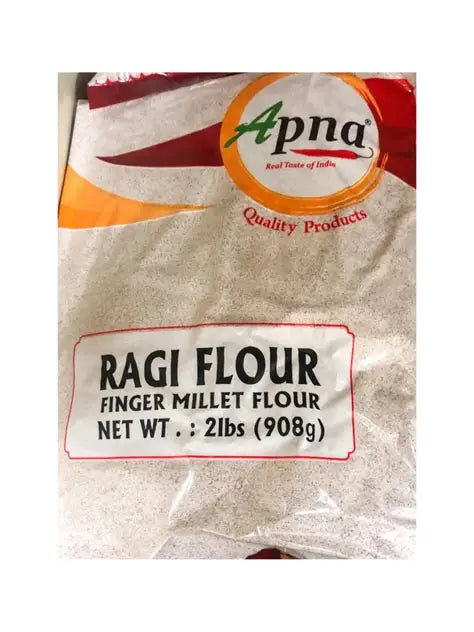 Apna®
Real Taste of India
Quality Products
RAGI FLOUR
FINGER MILLET FLOUR
NET WT. : 2lbs (908g)